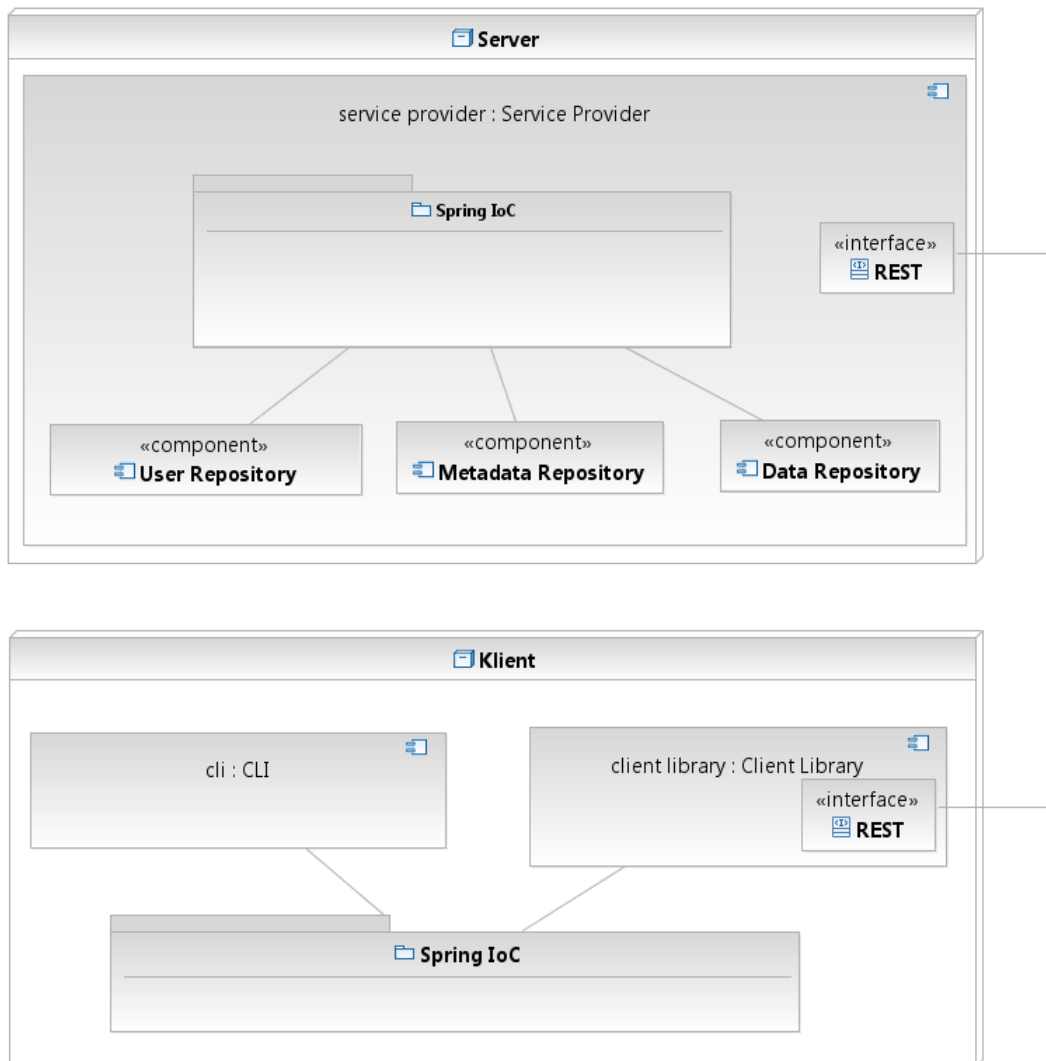 Server
service provider : Service Provider
Spring IoC
«interface»
REST
«component»
User Repository
«component»
Metadata Repository
«component»
Data Repository
Klient
cli : CLI
client library : Client Library
«interface»
REST
Spring IoC